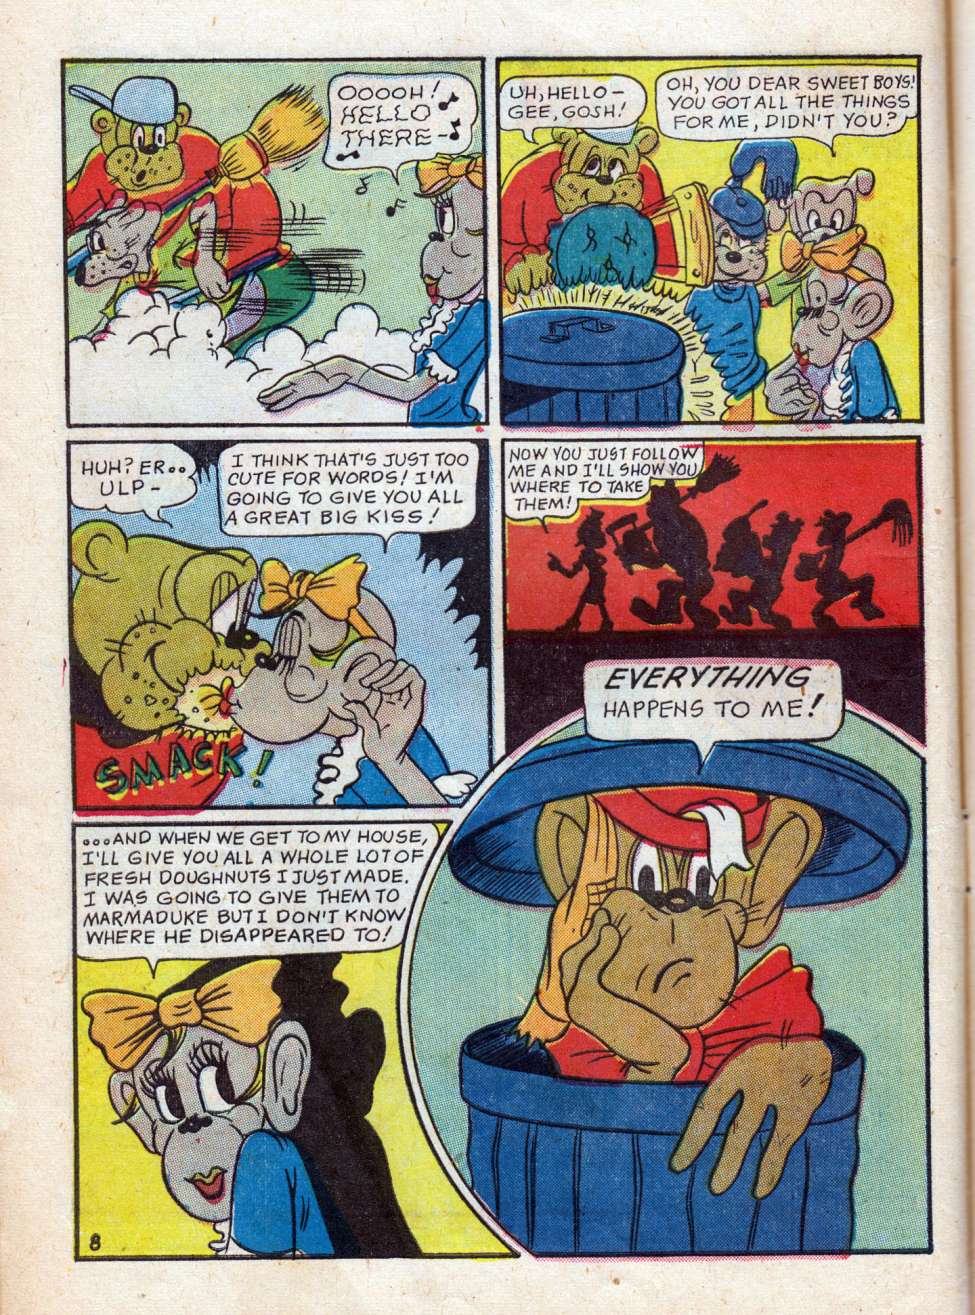 OOOOH!
HELLO
THERE-
UH, HELLO-
GEE, GOSH!
OH, YOU DEAR SWEET BOYS!
YOU GOT ALL THE THINGS
FOR ME, DIDN'T YOU?
HUH? ER...
ULP-
I THINK THAT'S JUST TOO
CUTE FOR WORDS! I'M
GOING TO GIVE YOU ALL
A GREAT BIG KISS!
SMACK!
NOW YOU JUST FOLLOW
ME AND I'LL SHOW YOU
WHERE TO TAKE
THEM!
...AND WHEN WE GET TO MY HOUSE,
I'LL GIVE YOU ALL A WHOLE LOT OF
FRESH DOUGHNUTS I JUST MADE.
I WAS GOING TO GIVE THEM TO
MARMADUKE BUT I DON'T KNOW
WHERE HE DISAPPEARED TO!
EVERYTHING
HAPPENS TO ME!
8